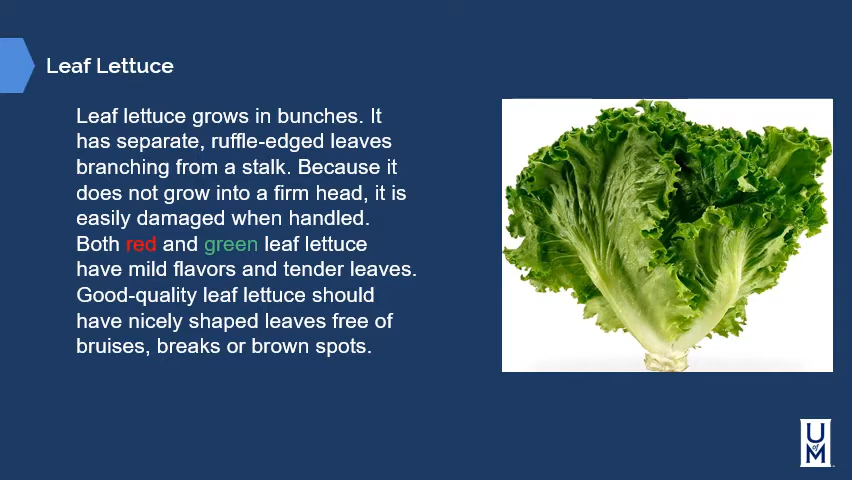 Leaf Lettuce
Leaf lettuce grows in bunches. It
has separate, ruffle-edged leaves
branching from a stalk. Because it
does not grow into a firm head, it is
easily damaged when handled.
Both red and green leaf lettuce
have mild flavors and tender leaves.
Good-quality leaf lettuce should
have nicely shaped leaves free of
bruises, breaks or brown spots.
U
of
M